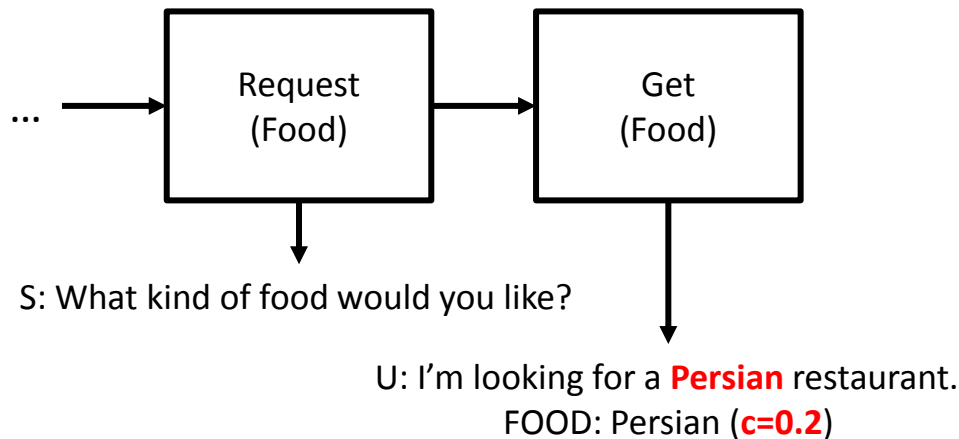 ...
Request
(Food)
Get
(Food)
S: What kind of food would you like?
U: I’m looking for a Persian restaurant.
FOOD: Persian (c=0.2)